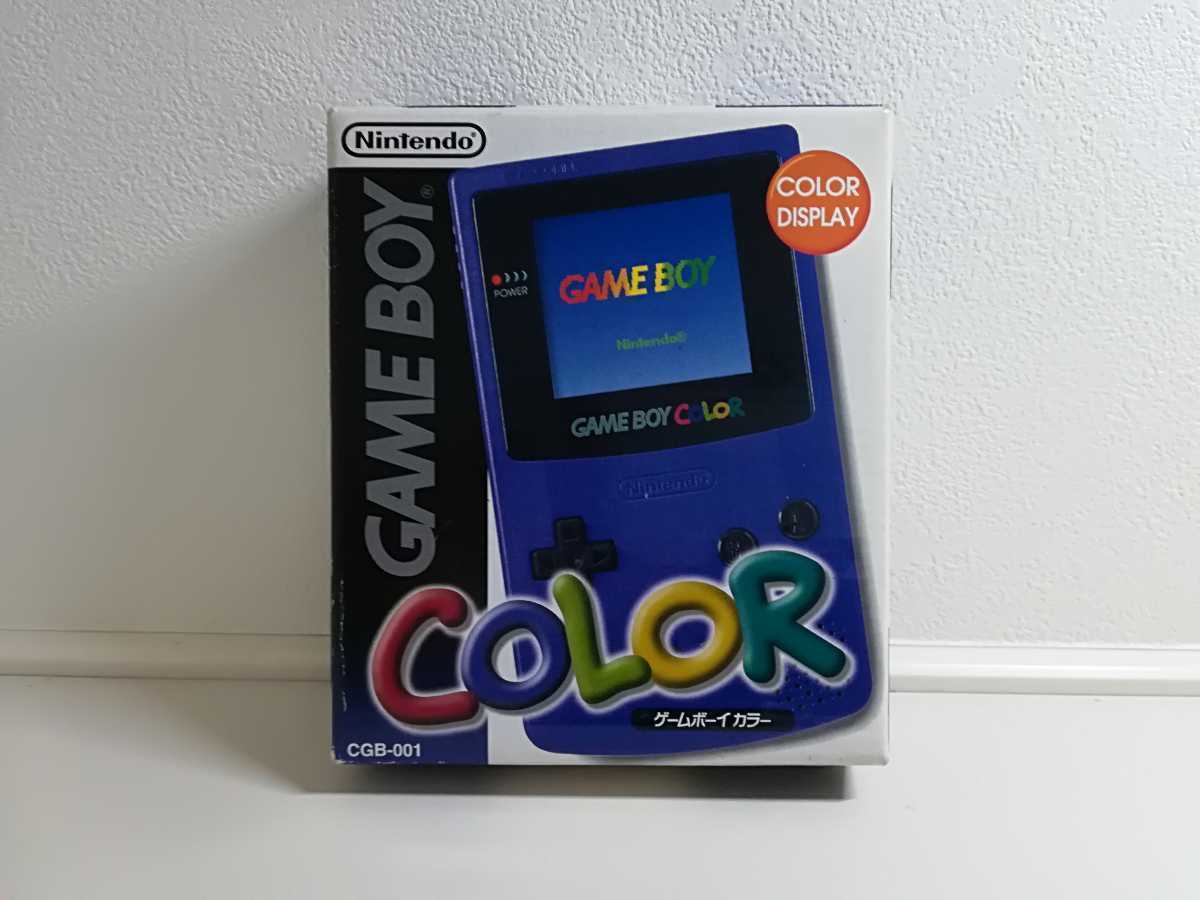 Nintendo®
GAME BOY®
COLOR
DISPLAY
POWER
GAME BOY
Nintendo®
GAME BOY COLOR
Nintendo
COLOR
ゲームボーイカラー
CGB-001